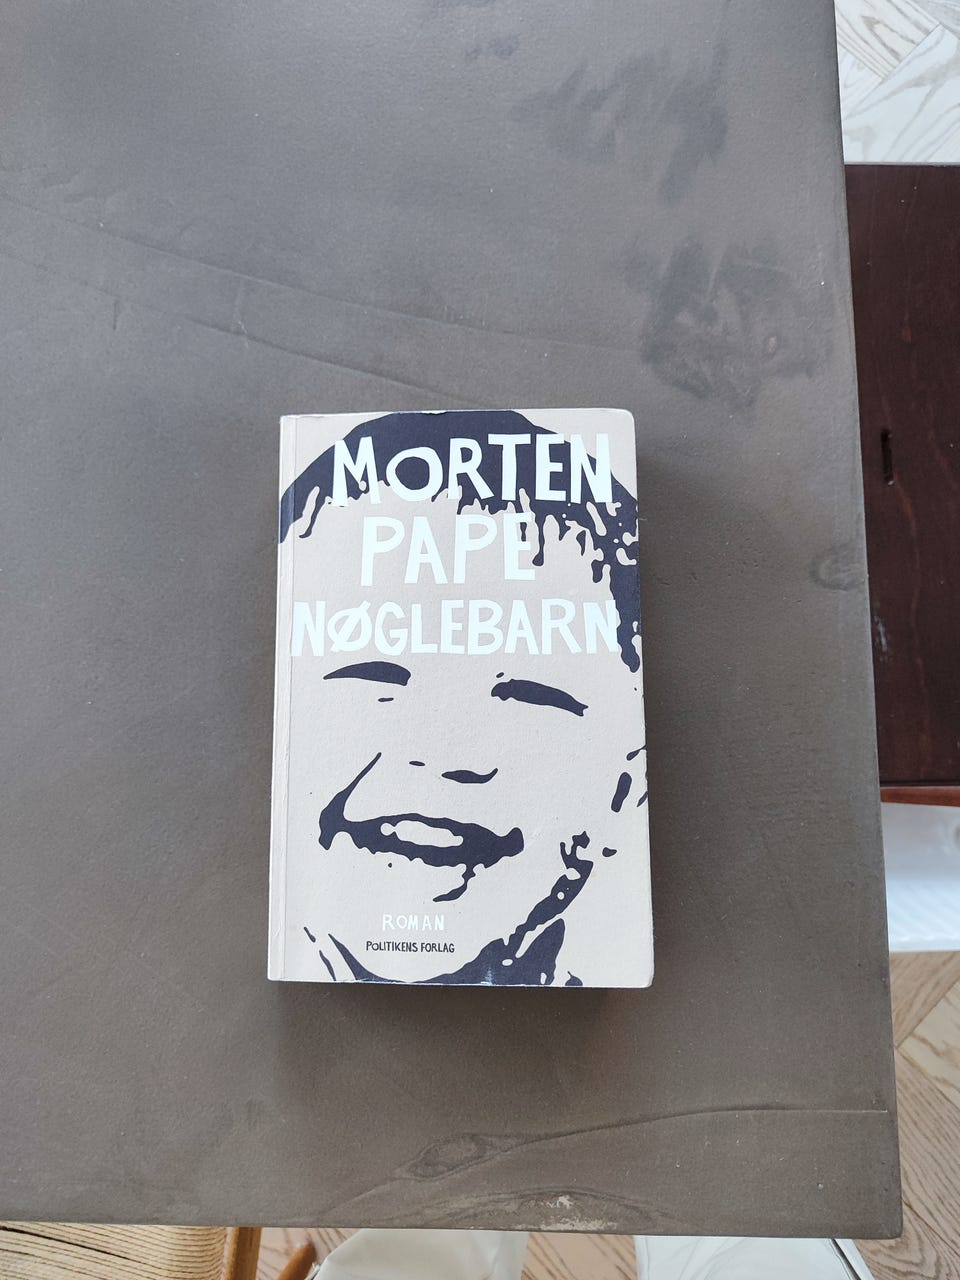 MORTEN
PAPE
NØGLEBARN
ROMAN
POLITIKENS FORLAG